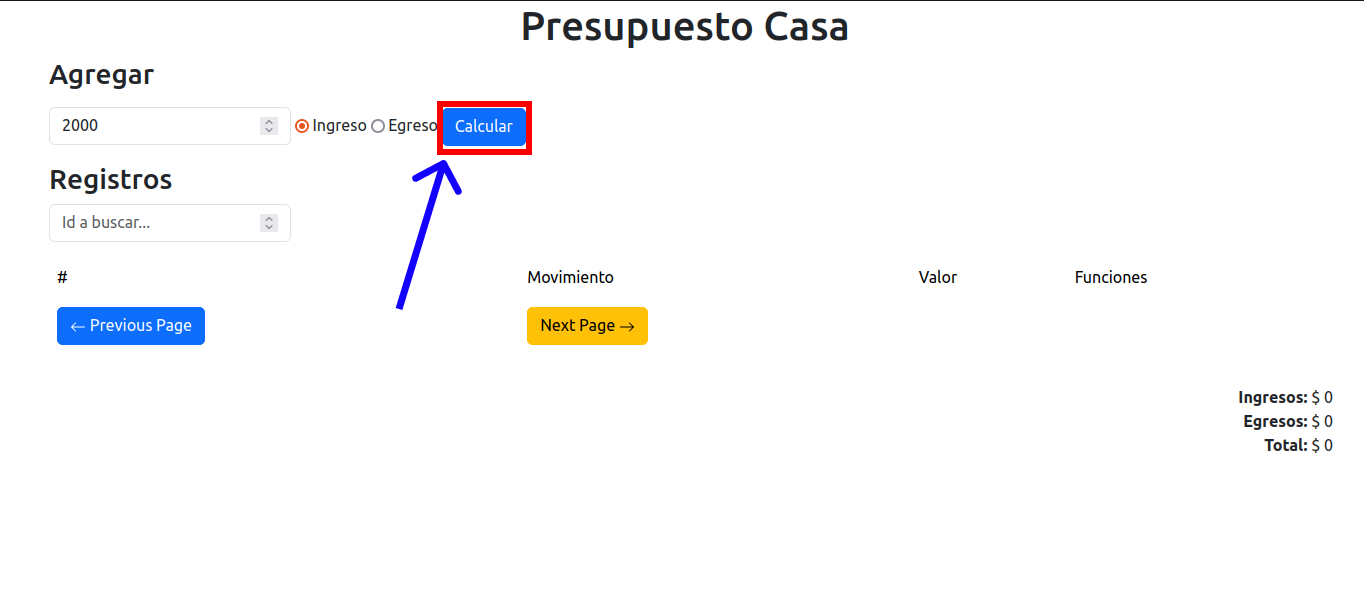 Presupuesto Casa
Agregar
2000 Ingreso Egreso Calcular
Registros
Id a buscar...
# Movimiento Valor Funciones
← Previous Page Next Page →
Ingresos: $ 0
Egresos: $ 0
Total: $ 0